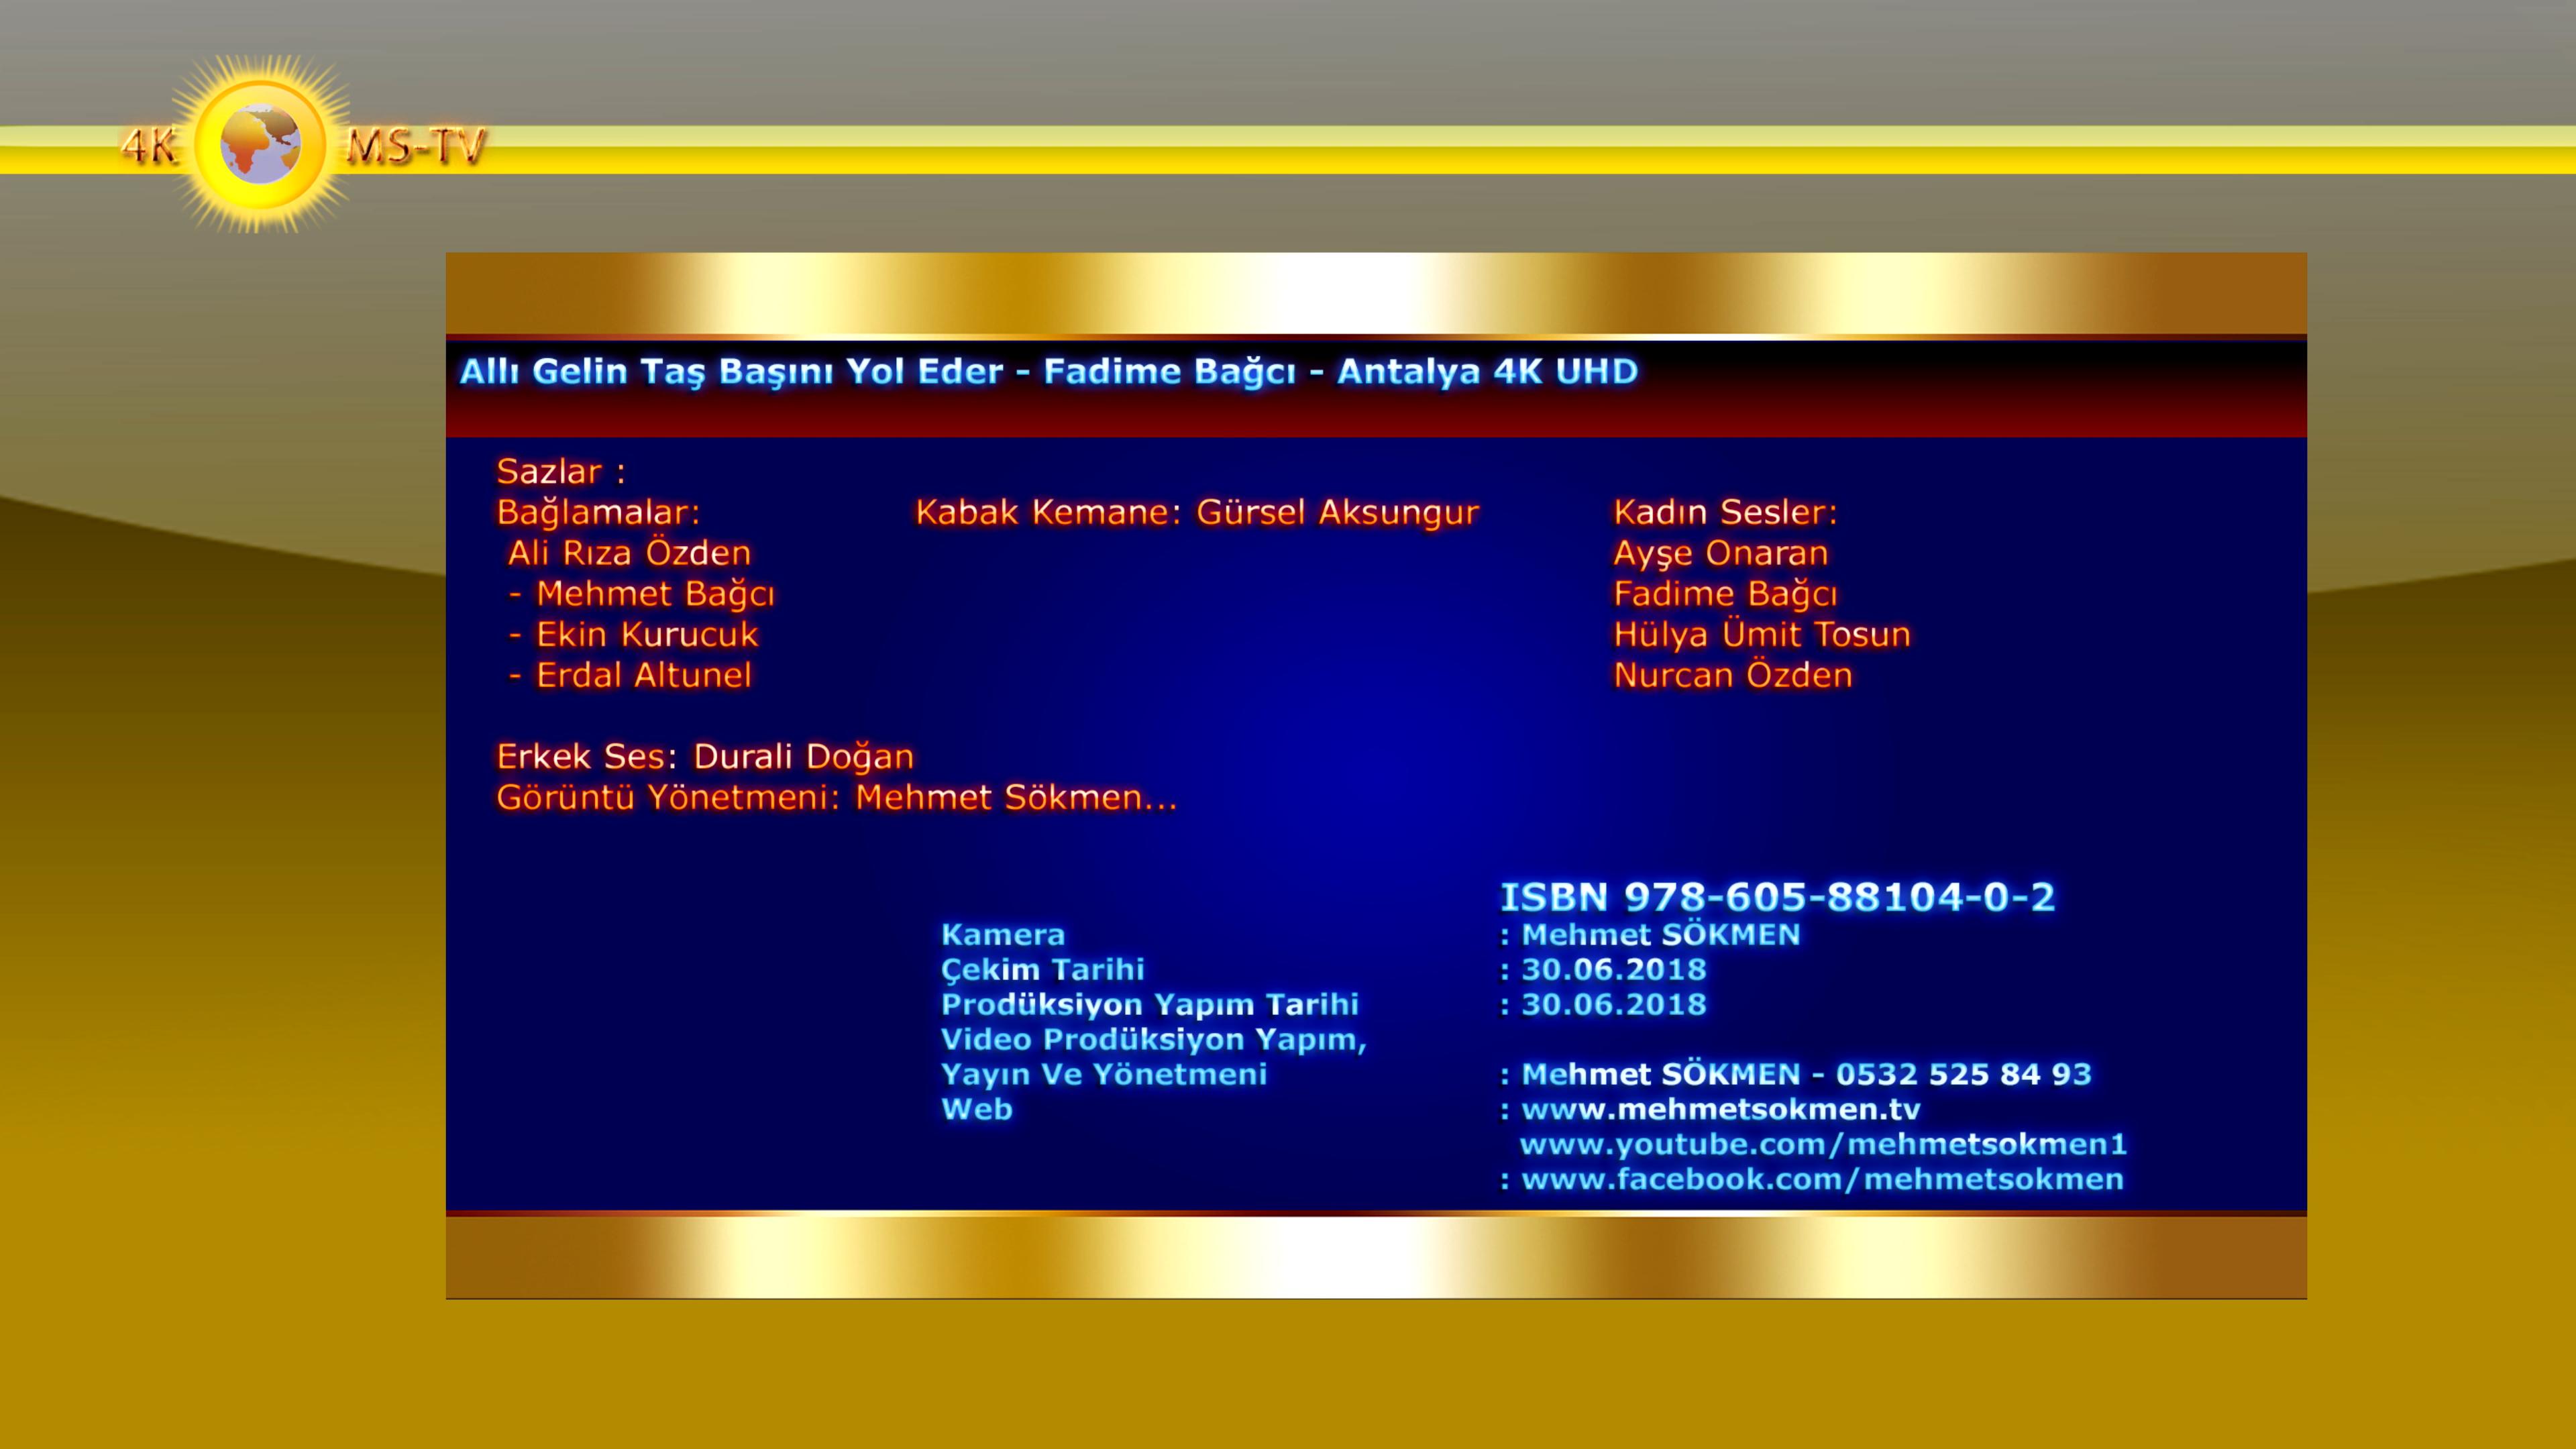 4K MS-TV
Allı Gelin Taş Başını Yol Eder - Fadime Bağcı - Antalya 4K UHD
Sazlar :
Bağlamalar:
Ali Rıza Özden
- Mehmet Bağcı
- Ekin Kurucuk
- Erdal Altunel
Kabak Kemane: Gürsel Aksungur
Kadın Sesler:
Ayşe Onaran
Fadime Bağcı
Hülya Ümit Tosun
Nurcan Özden
Erkek Ses: Durali Doğan
Görüntü Yönetmeni: Mehmet Sökmen...
ISBN 978-605-88104-0-2
Kamera : Mehmet SÖKMEN
Çekim Tarihi : 30.06.2018
Prodüksiyon Yapım Tarihi : 30.06.2018
Video Prodüksiyon Yapım,
Yayın Ve Yönetmeni : Mehmet SÖKMEN - 0532 525 84 93
Web : www.mehmetsokmen.tv
www.youtube.com/mehmetsokmen1
: www.facebook.com/mehmetsokmen